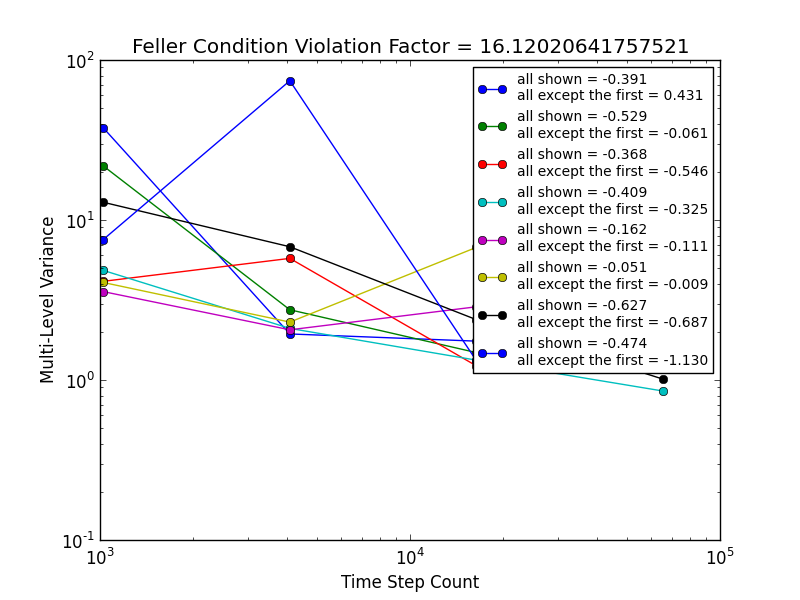 Feller Condition Violation Factor = 16.12020641757521
10^2
10^1
10^0
10^-1
Multi-Level Variance
all shown = -0.391
all except the first = 0.431
all shown = -0.529
all except the first = -0.061
all shown = -0.368
all except the first = -0.546
all shown = -0.409
all except the first = -0.325
all shown = -0.162
all except the first = -0.111
all shown = -0.051
all except the first = -0.009
all shown = -0.627
all except the first = -0.687
all shown = -0.474
all except the first = -1.130
10^3
10^4
10^5
Time Step Count